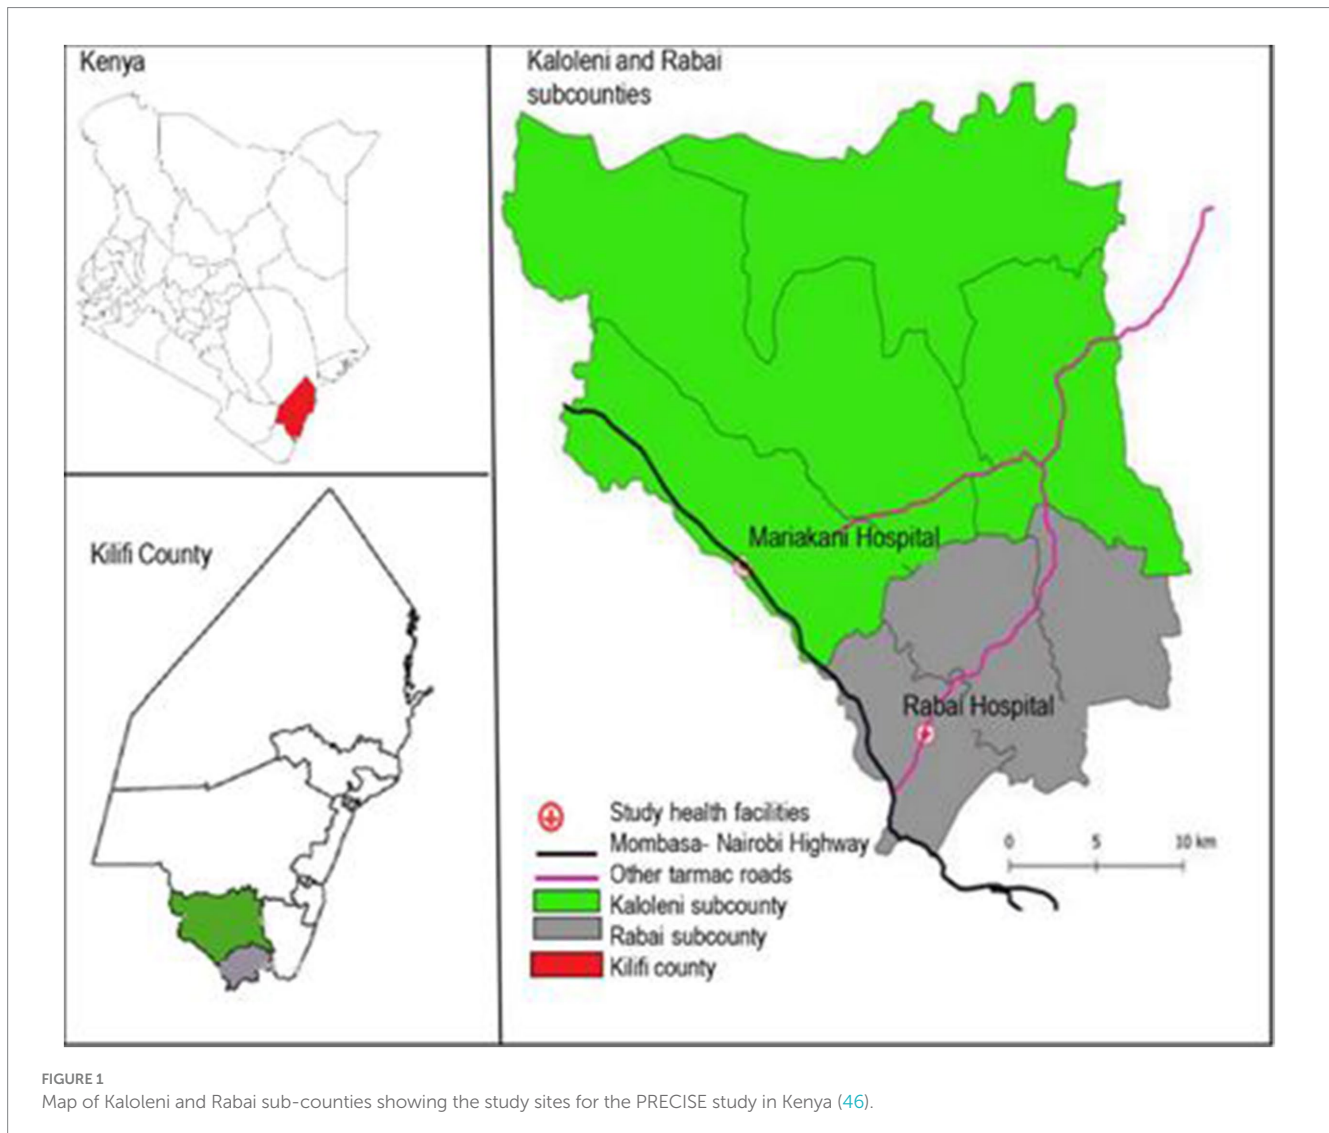 Kenya
Kaloleni and Rabai
subcounties
Kilifi County
Mariakani Hospital
Rabai Hospital
Study health facilities
Mombasa- Nairobi Highway
Other tarmac roads
Kaloleni subcounty
Rabai subcounty
Kilifi county
0 5 10 km
FIGURE 1
Map of Kaloleni and Rabai sub-counties showing the study sites for the PRECISE study in Kenya (46).